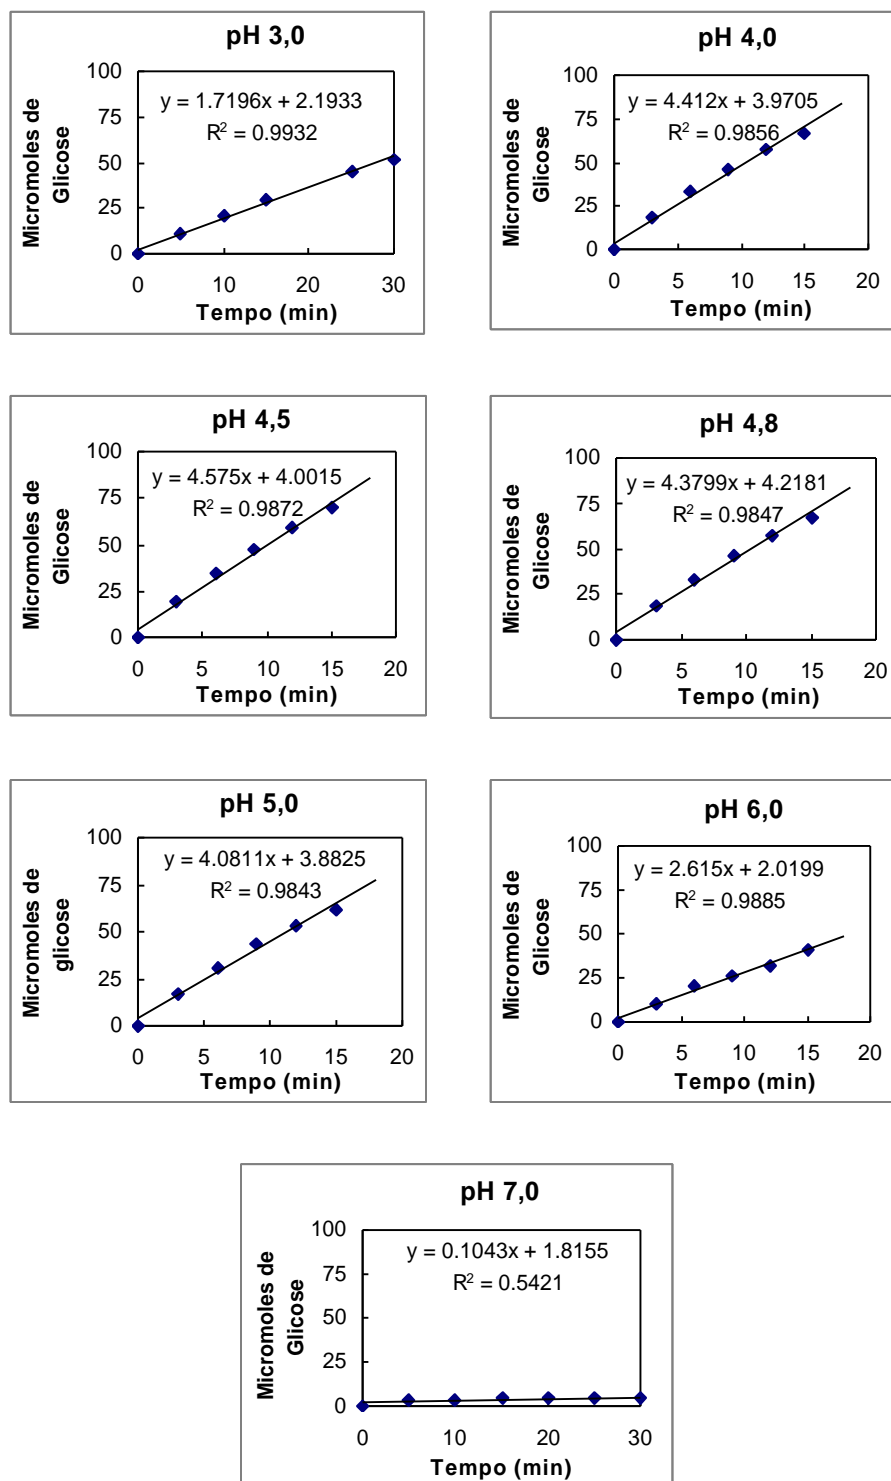 pH 3,0
Micromoles de
Glicose
100
75
50
25
0
y = 1.7196x + 2.1933
R² = 0.9932
0 10 20 30
Tempo (min)
pH 4,0
Micromoles de
Glicose
100
75
50
25
0
y = 4.412x + 3.9705
R² = 0.9856
0 5 10 15 20
Tempo (min)
pH 4,5
Micromoles de
Glicose
100
75
50
25
0
y = 4.575x + 4.0015
R² = 0.9872
0 5 10 15 20
Tempo (min)
pH 4,8
Micromoles de
Glicose
100
75
50
25
0
y = 4.3799x + 4.2181
R² = 0.9847
0 5 10 15 20
Tempo (min)
pH 5,0
Micromoles de
glicose
100
75
50
25
0
y = 4.0811x + 3.8825
R² = 0.9843
0 5 10 15 20
Tempo (min)
pH 6,0
Micromoles de
Glicose
100
75
50
25
0
y = 2.615x + 2.0199
R² = 0.9885
0 5 10 15 20
Tempo (min)
pH 7,0
Micromoles de
Glicose
100
75
50
25
0
y = 0.1043x + 1.8155
R² = 0.5421
0 10 20 30
Tempo (min)